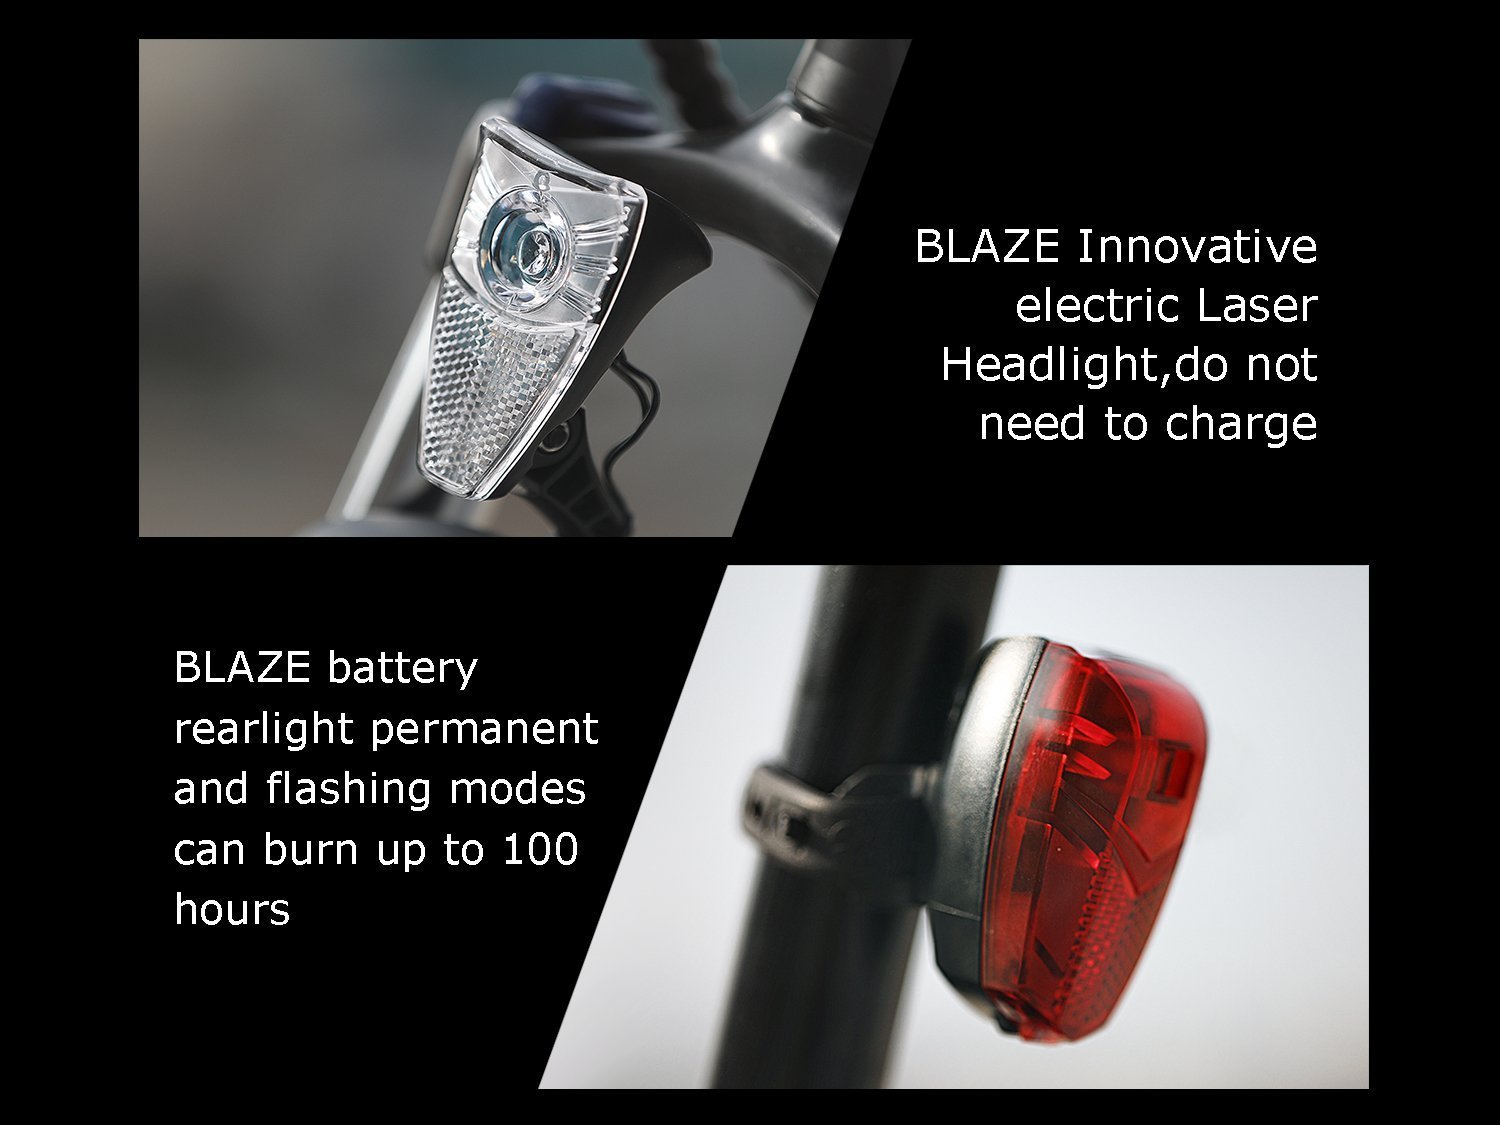 BLAZE Innovative
electric Laser
Headlight,do not
need to charge
BLAZE battery
rearlight permanent
and flashing modes
can burn up to 100
hours